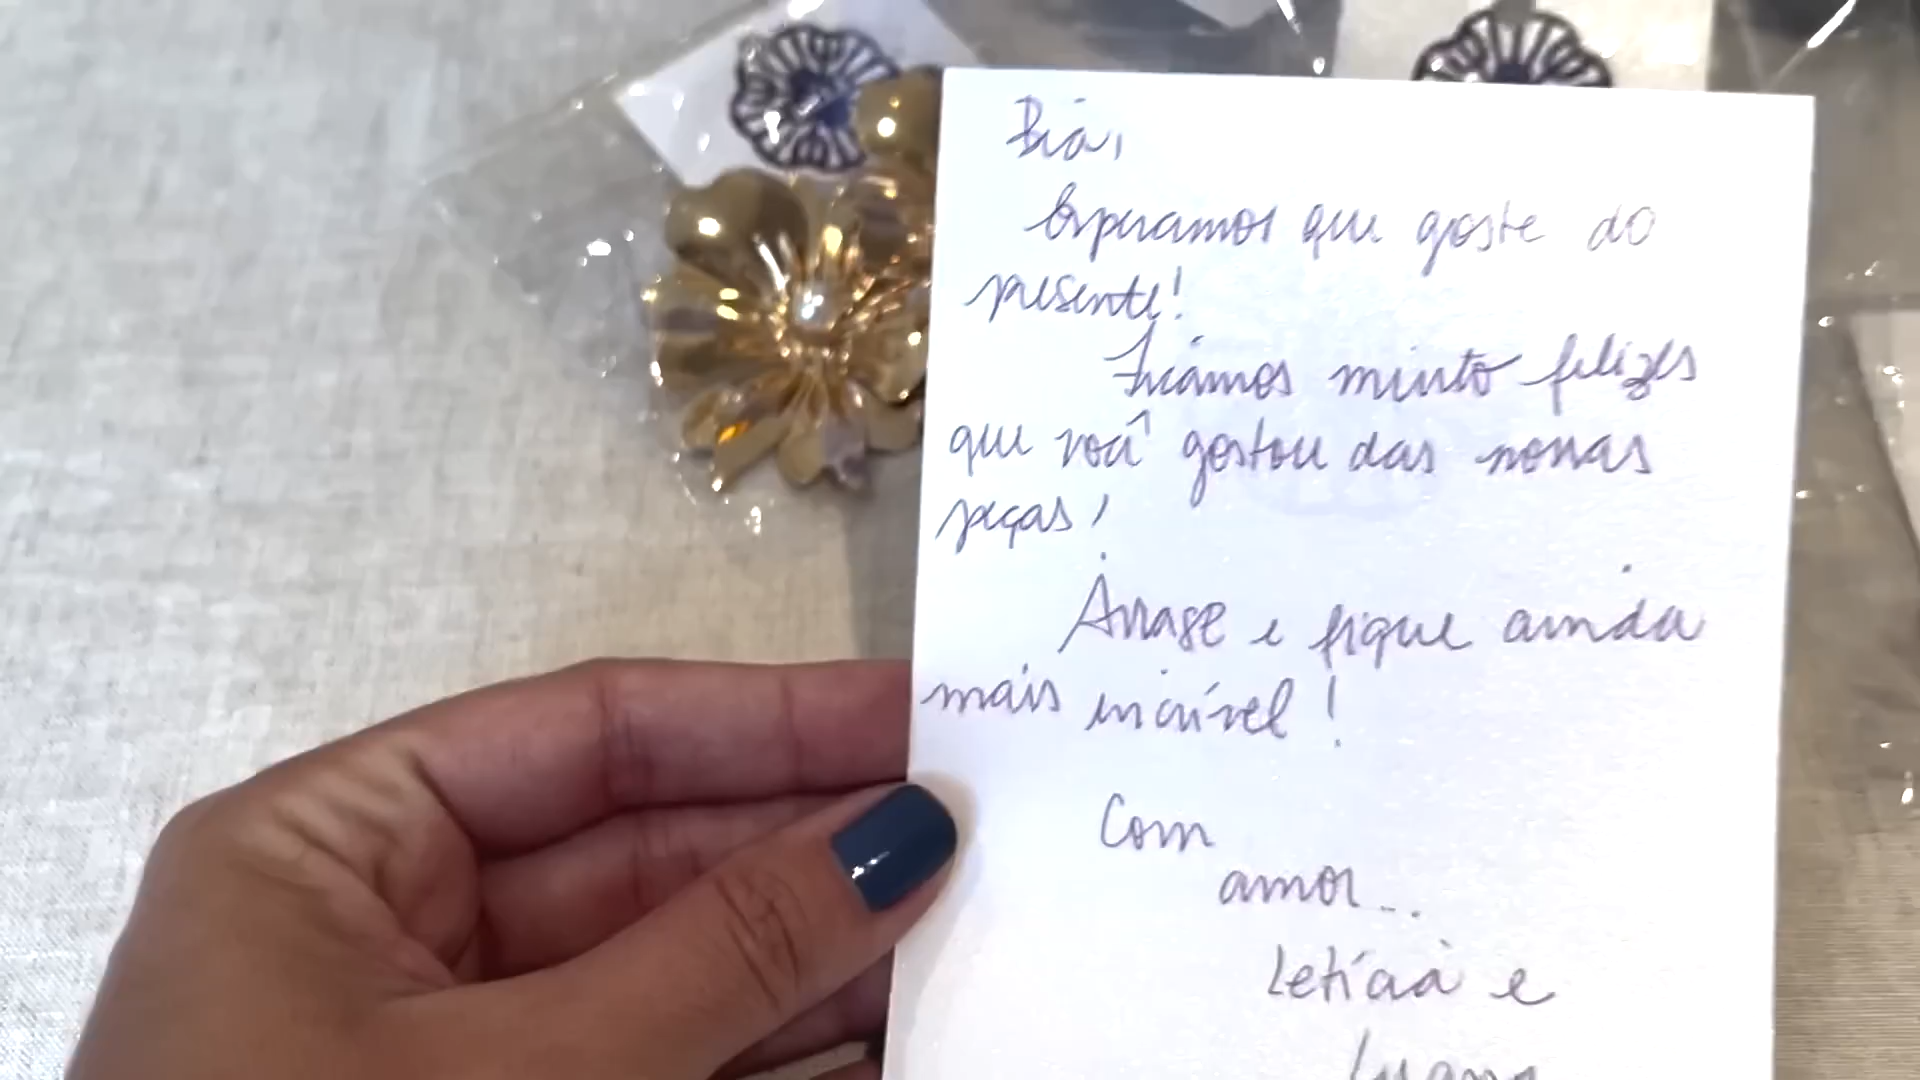 Bia,
Esperamos que goste do
presente!
Ficamos muito felizes
que você gostou das nossas
peças!
Arrase e fique ainda
mais incrível!
Com
amor...
Letícia e